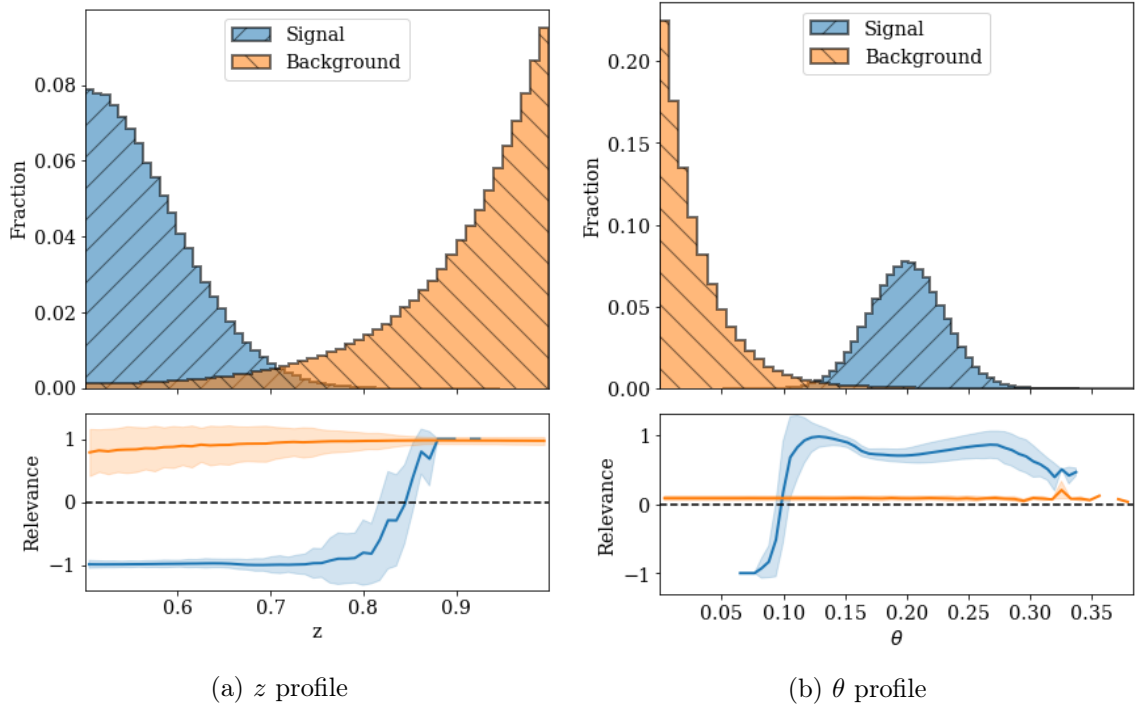 Signal
Background
Fraction
0.08
0.06
0.04
0.02
0.00
Relevance
1
0
−1
0.6 0.7 0.8 0.9
z
(a) z profile
Signal
Background
Fraction
0.20
0.15
0.10
0.05
0.00
Relevance
1
0
−1
0.05 0.10 0.15 0.20 0.25 0.30 0.35
θ
(b) θ profile